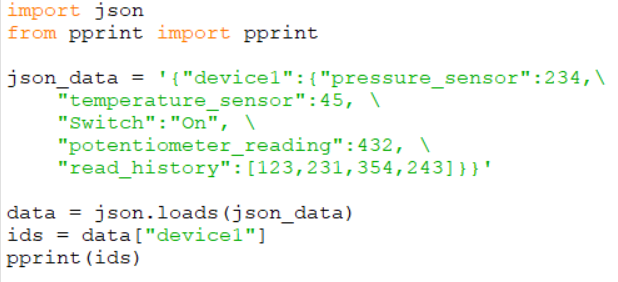 import json
from pprint import pprint
json_data = '{"device1":{"pressure_sensor":234,\
    "temperature_sensor":45, \
    "Switch":"On", \
    "potentiometer_reading":432, \
    "read_history":[123,231,354,243]}}'
data = json.loads(json_data)
ids = data["device1"]
pprint(ids)